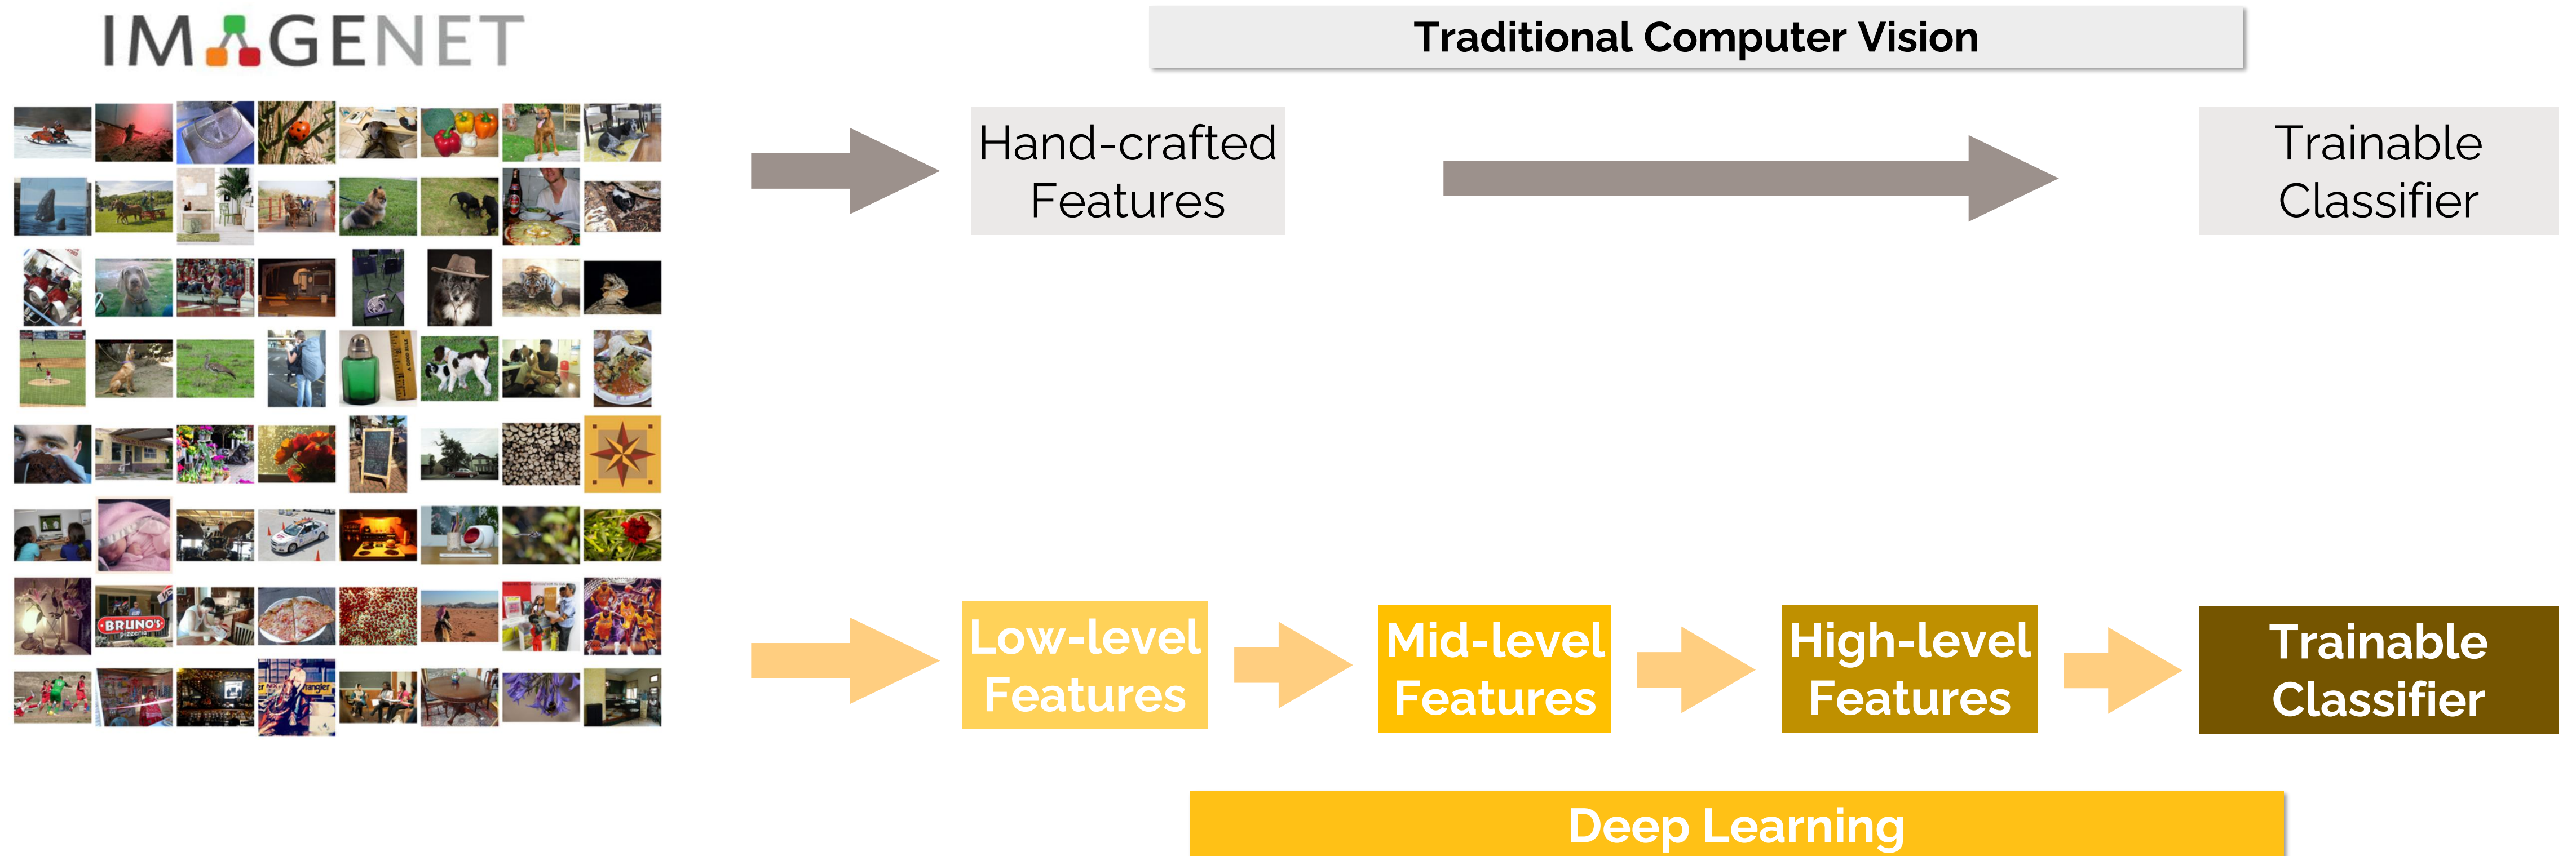 IMAGENET
Traditional Computer Vision
Hand-crafted
Features
Trainable
Classifier
BRUNO'S
pizzeria
Low-level
Features
Mid-level
Features
High-level
Features
Trainable
Classifier
Deep Learning